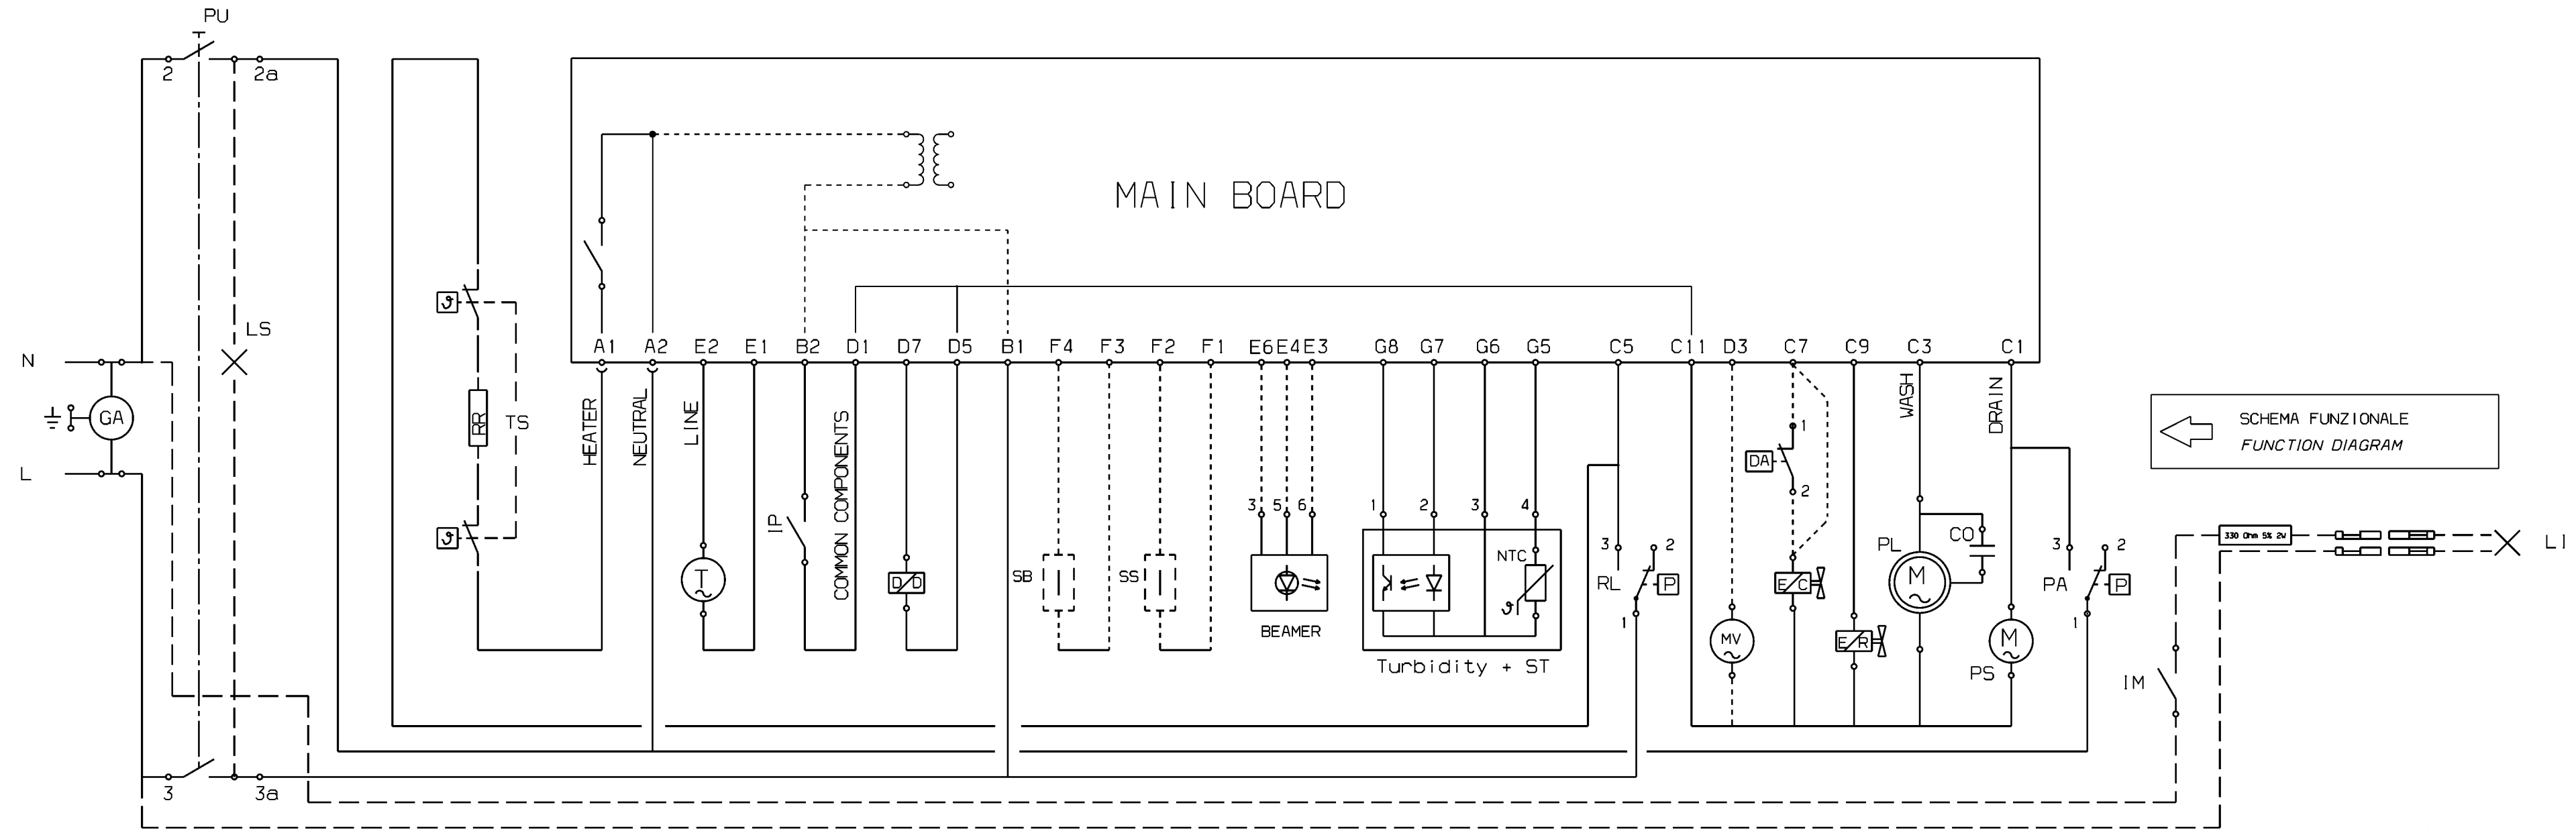 PU
2
2a
MAIN BOARD
LS
ϑ
N
A1 A2 E2 E1 B2 D1 D7 D5 B1 F4 F3 F2 F1 E6 E4 E3 G8 G7 G6 G5 C5 C11 D3 C7 C9 C3 C1
GA
RR
TS
HEATER
NEUTRAL
LINE
COMMON COMPONENTS
WASH
DRAIN
SCHEMA FUNZIONALE
FUNCTION DIAGRAM
L
1
DA
2
3 5 6
1 2 3 4
IP
ϑ
CO
330 Ohm 5% 2W
LI
3 2
PL
3 2
NTC
T
D/D
SB
SS
RL
P
E/C
M
PA
P
ϑ
1
1
BEAMER
MV
E/R
M
Turbidity + ST
PS
IM
3
3a